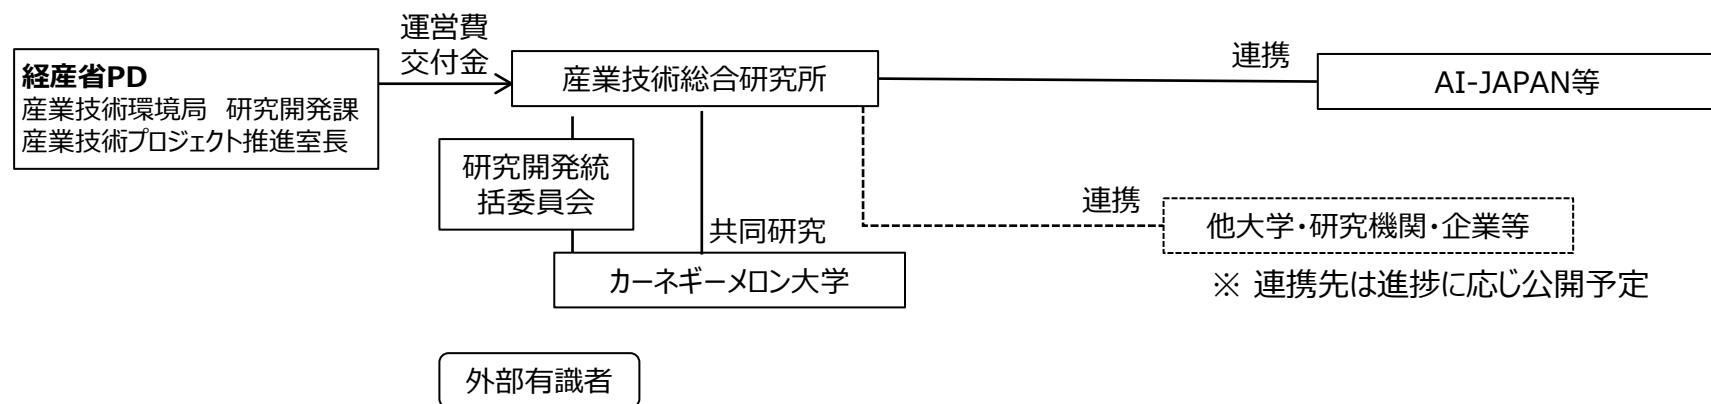 運営費
交付金
経産省PD
産業技術環境局　研究開発課
産業技術プロジェクト推進室長
産業技術総合研究所
連携
AI-JAPAN等
研究開発統
括委員会
共同研究
カーネギーメロン大学
連携
他大学・研究機関・企業等
※ 連携先は進捗に応じ公開予定
外部有識者